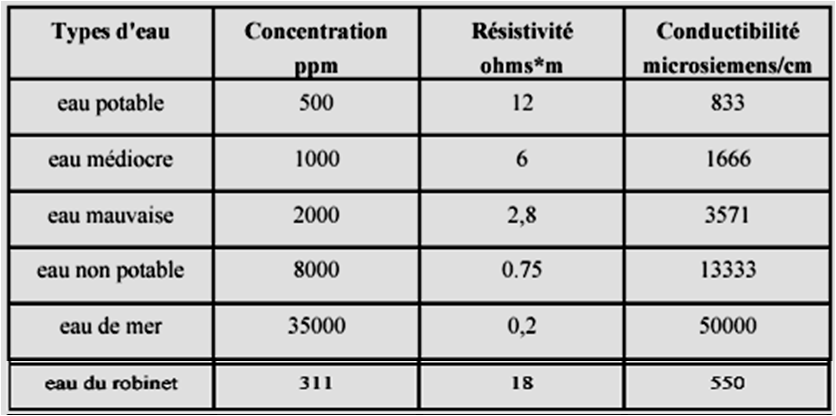 Types d'eau Concentration Résistivité Conductibilité
ppm ohms*m microsiemens/cm
eau potable 500 12 833
eau médiocre 1000 6 1666
eau mauvaise 2000 2,8 3571
eau non potable 8000 0.75 13333
eau de mer 35000 0,2 50000
eau du robinet 311 18 550